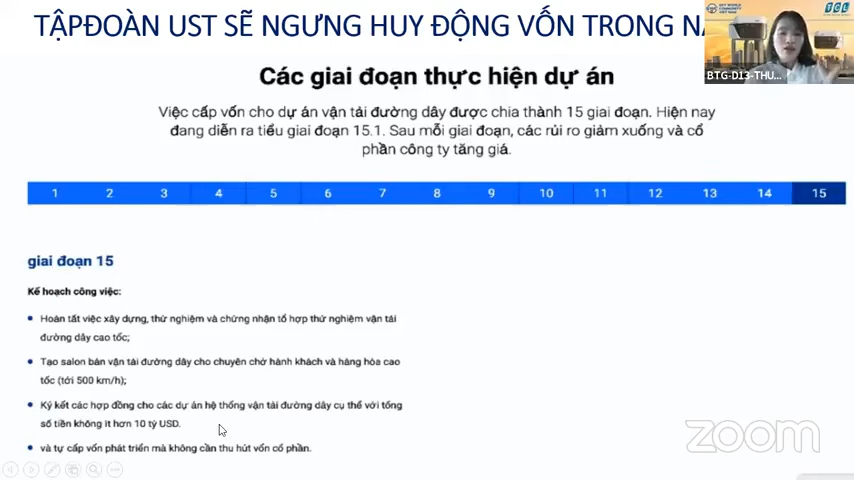 TẬPĐOÀN UST SẼ NGƯNG HUY ĐỘNG VỐN TRONG
SKY WORLD
COMMUNITY
TCL
BTG-D13-THU...
Các giai đoạn thực hiện dự án
Việc cấp vốn cho dự án vận tải đường dây được chia thành 15 giai đoạn. Hiện nay
đang diễn ra tiểu giai đoạn 15.1. Sau mỗi giai đoạn, các rủi ro giảm xuống và cổ
phần công ty tăng giá.
1 2 3 4 5 6 7 8 9 10 11 12 13 14 15
giai đoạn 15
Kế hoạch công việc:
Hoàn tất việc xây dựng, thử nghiệm và chứng nhận tổ hợp thử nghiệm vận tải
đường dây cao tốc;
Tạo salon bán vận tải đường dây cho chuyên chở hành khách và hàng hóa cao
tốc (tới 500 km/h);
Ký kết các hợp đồng cho các dự án hệ thống vận tải đường dây cụ thể với tổng
số tiền không ít hơn 10 tỷ USD.
và tự cấp vốn phát triển mà không cần thu hút vốn cổ phần.
zoom